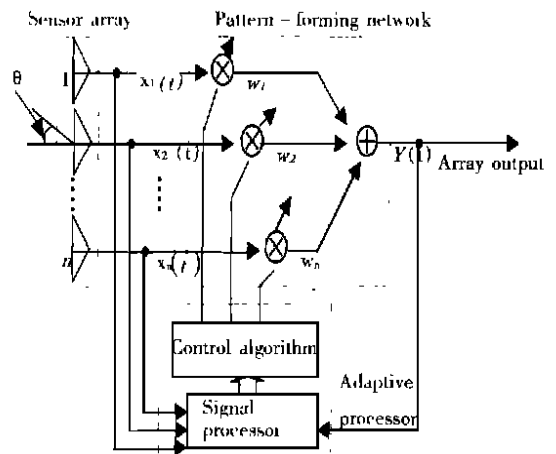 Sensor array
Pattern - forming network
1
x1(t)
w1
θ
x2(t)
w2
Y(1)
Array output
n
xn(t)
wn
Control algorithm
Signal
processor
Adaptive
processor